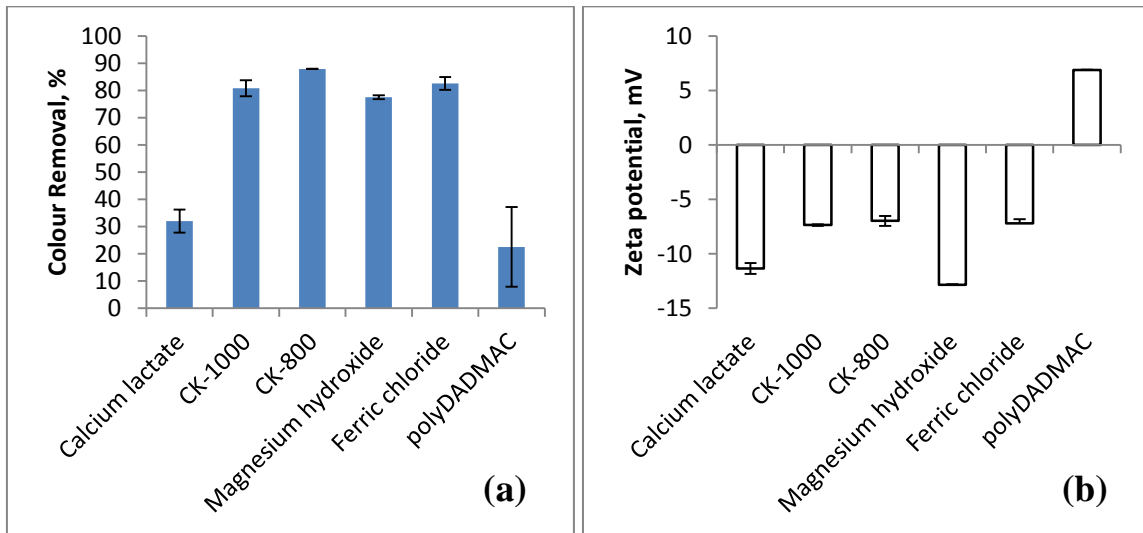 Colour Removal, %
100
90
80
70
60
50
40
30
20
10
0
Calcium lactate
CK-1000
CK-800
Magnesium hydroxide
Ferric chloride
polyDADMAC
(a)
Zeta potential, mV
10
5
0
-5
-10
-15
Calcium lactate
CK-1000
CK-800
Magnesium hydroxide
Ferric chloride
polyDADMAC
(b)